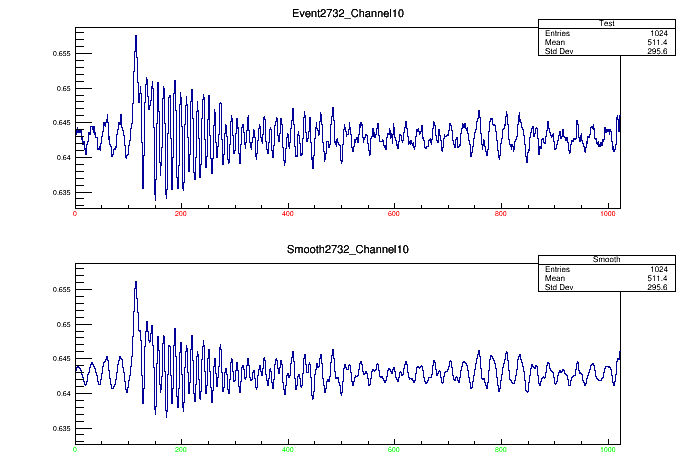 Event2732_Channel10
Test
Entries 1024
Mean 511.4
Std Dev 295.6
0.655
0.65
0.645
0.64
0.635
0 200 400 600 800 1000
Smooth2732_Channel10
Smooth
Entries 1024
Mean 511.4
Std Dev 295.6
0.655
0.65
0.645
0.64
0.635
0 200 400 600 800 1000